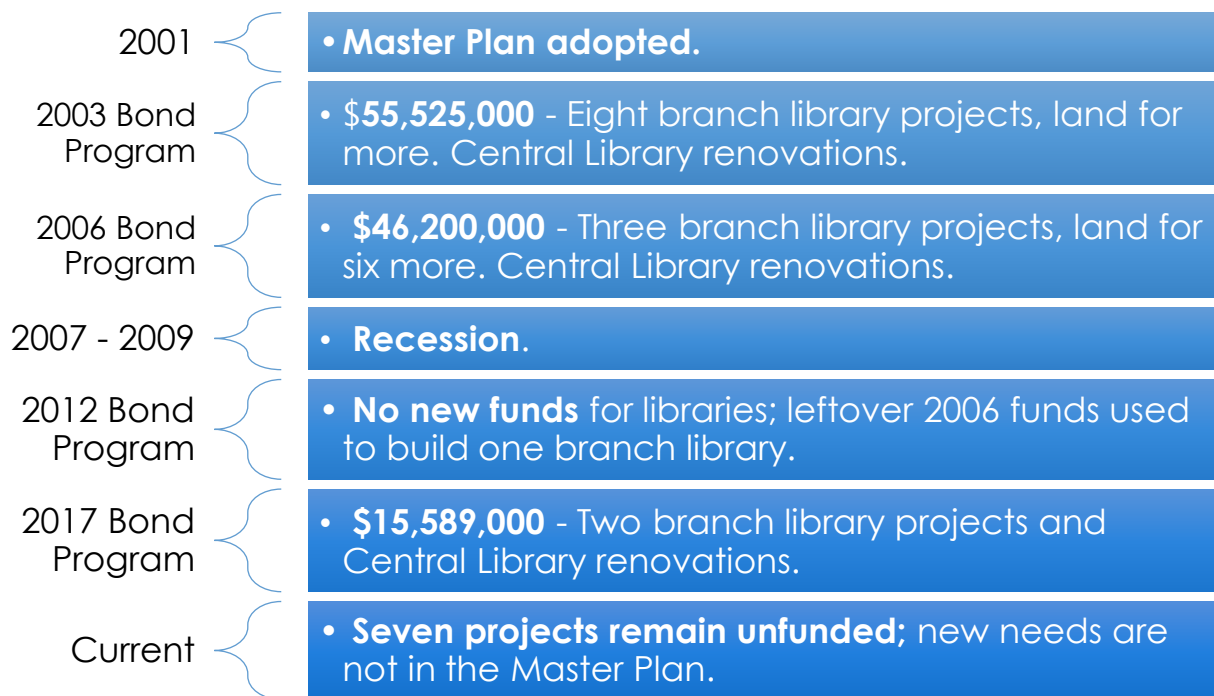 2001
• Master Plan adopted.
2003 Bond
Program
• $55,525,000 - Eight branch library projects, land for
more. Central Library renovations.
2006 Bond
Program
• $46,200,000 - Three branch library projects, land for
six more. Central Library renovations.
2007 - 2009
• Recession.
2012 Bond
Program
• No new funds for libraries; leftover 2006 funds used
to build one branch library.
2017 Bond
Program
• $15,589,000 - Two branch library projects and
Central Library renovations.
Current
• Seven projects remain unfunded; new needs are
not in the Master Plan.